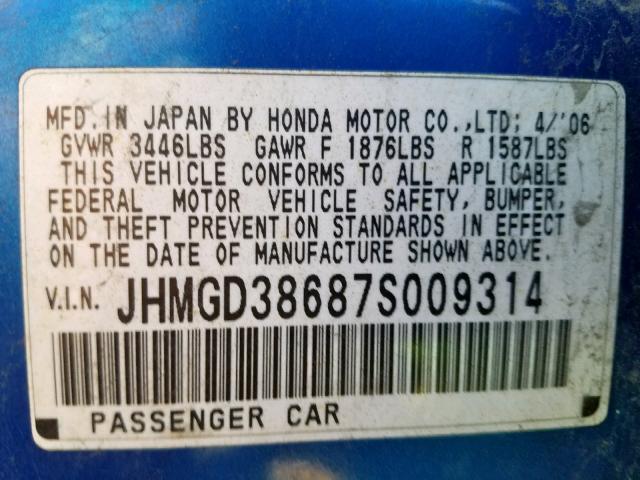 MFD.IN JAPAN BY HONDA MOTOR CO.,LTD; 4/'06
GVWR 3446LBS GAWR F 1876LBS R 1587LBS
THIS VEHICLE CONFORMS TO ALL APPLICABLE
FEDERAL MOTOR VEHICLE SAFETY, BUMPER,
AND THEFT PREVENTION STANDARDS IN EFFECT
ON THE DATE OF MANUFACTURE SHOWN ABOVE.
V.I.N. JHMGD38687S009314
PASSENGER CAR